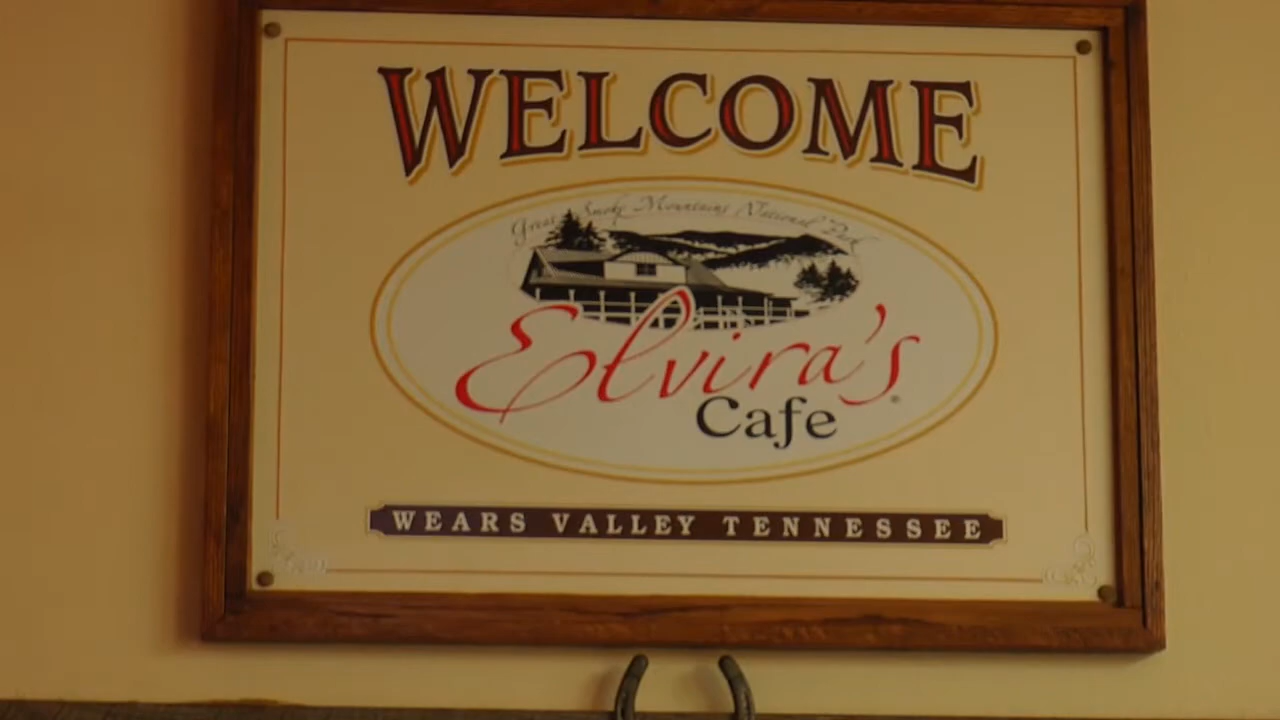 WELCOME
Great Smoky Mountains National Park
Elvira's
Cafe
WEARS VALLEY TENNESSEE